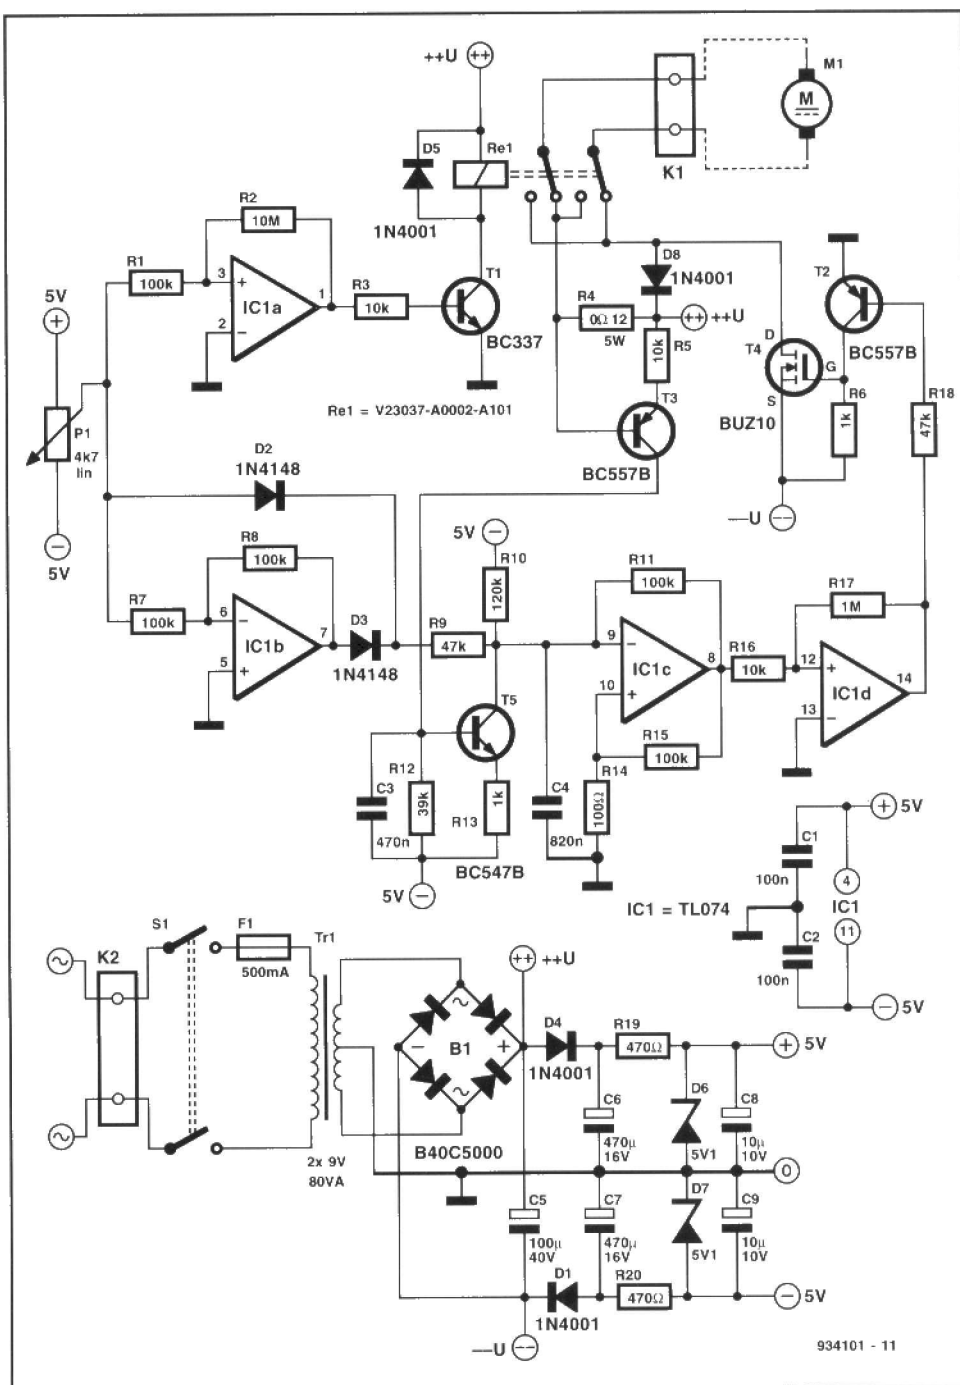 ++U
++
M1
M
D5
Re1
K1
1N4001
R2
10M
R1
100k
3
+
IC1a
1
2
−
R3
10k
T1
BC337
5V
+
D8
1N4001
R4
0Ω12
5W
++
++U
R5
10k
T2
BC557B
D
T4
G
S
BUZ10
R6
1k
R18
47k
Re1 = V23037-A0002-A101
T3
BC557B
P1
4k7
lin
−
5V
D2
1N4148
—U
−−
R8
100k
R7
100k
6
−
IC1b
7
5
+
D3
1N4148
5V
−
R10
120k
R9
47k
R11
100k
9
−
IC1c
8
10
+
R16
10k
R17
1M
12
+
IC1d
14
13
−
T5
R15
100k
R14
100Ω
C3
470n
R12
39k
R13
1k
C4
820n
5V
−
BC547B
IC1 = TL074
+
5V
C1
100n
4
IC1
11
C2
100n
−
5V
K2
S1
F1
500mA
Tr1
2x 9V
80VA
++
++U
~
−
B1
+
~
B40C5000
D4
1N4001
R19
470Ω
+
5V
C6
470µ
16V
D6
5V1
C8
10µ
10V
0
C5
100µ
40V
C7
470µ
16V
D7
5V1
C9
10µ
10V
D1
1N4001
R20
470Ω
−
5V
—U
−−
934101 - 11